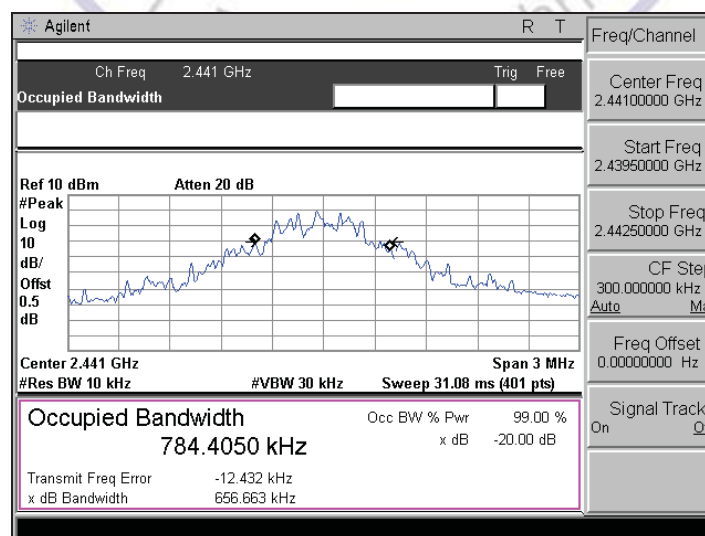 Agilent
R T
Freq/Channel
Ch Freq 2.441 GHz
Trig Free
Occupied Bandwidth
Center Freq
2.44100000 GHz
Start Freq
2.43950000 GHz
Stop Freq
2.44250000 GHz
CF Step
300.000000 kHz
Auto
Freq Offset
0.00000000 Hz
Signal Track
On
Ref 10 dBm
Atten 20 dB
#Peak
Log
10
dB/
Offst
0.5
dB
Center 2.441 GHz
Span 3 MHz
#Res BW 10 kHz
#VBW 30 kHz
Sweep 31.08 ms (401 pts)
Occupied Bandwidth
784.4050 kHz
Occ BW % Pwr 99.00 %
x dB -20.00 dB
Transmit Freq Error -12.432 kHz
x dB Bandwidth 656.663 kHz